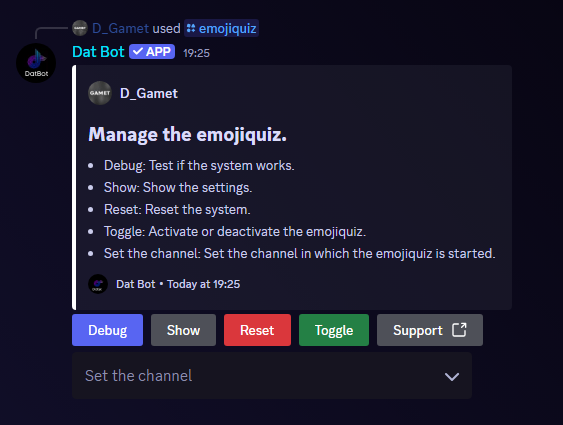 D_Gamet used emojiquiz
DatBot
Dat Bot APP 19:25
GAMET D_Gamet
Manage the emojiquiz.
• Debug: Test if the system works.
• Show: Show the settings.
• Reset: Reset the system.
• Toggle: Activate or deactivate the emojiquiz.
• Set the channel: Set the channel in which the emojiquiz is started.
Dat Bot • Today at 19:25
Debug Show Reset Toggle Support
Set the channel